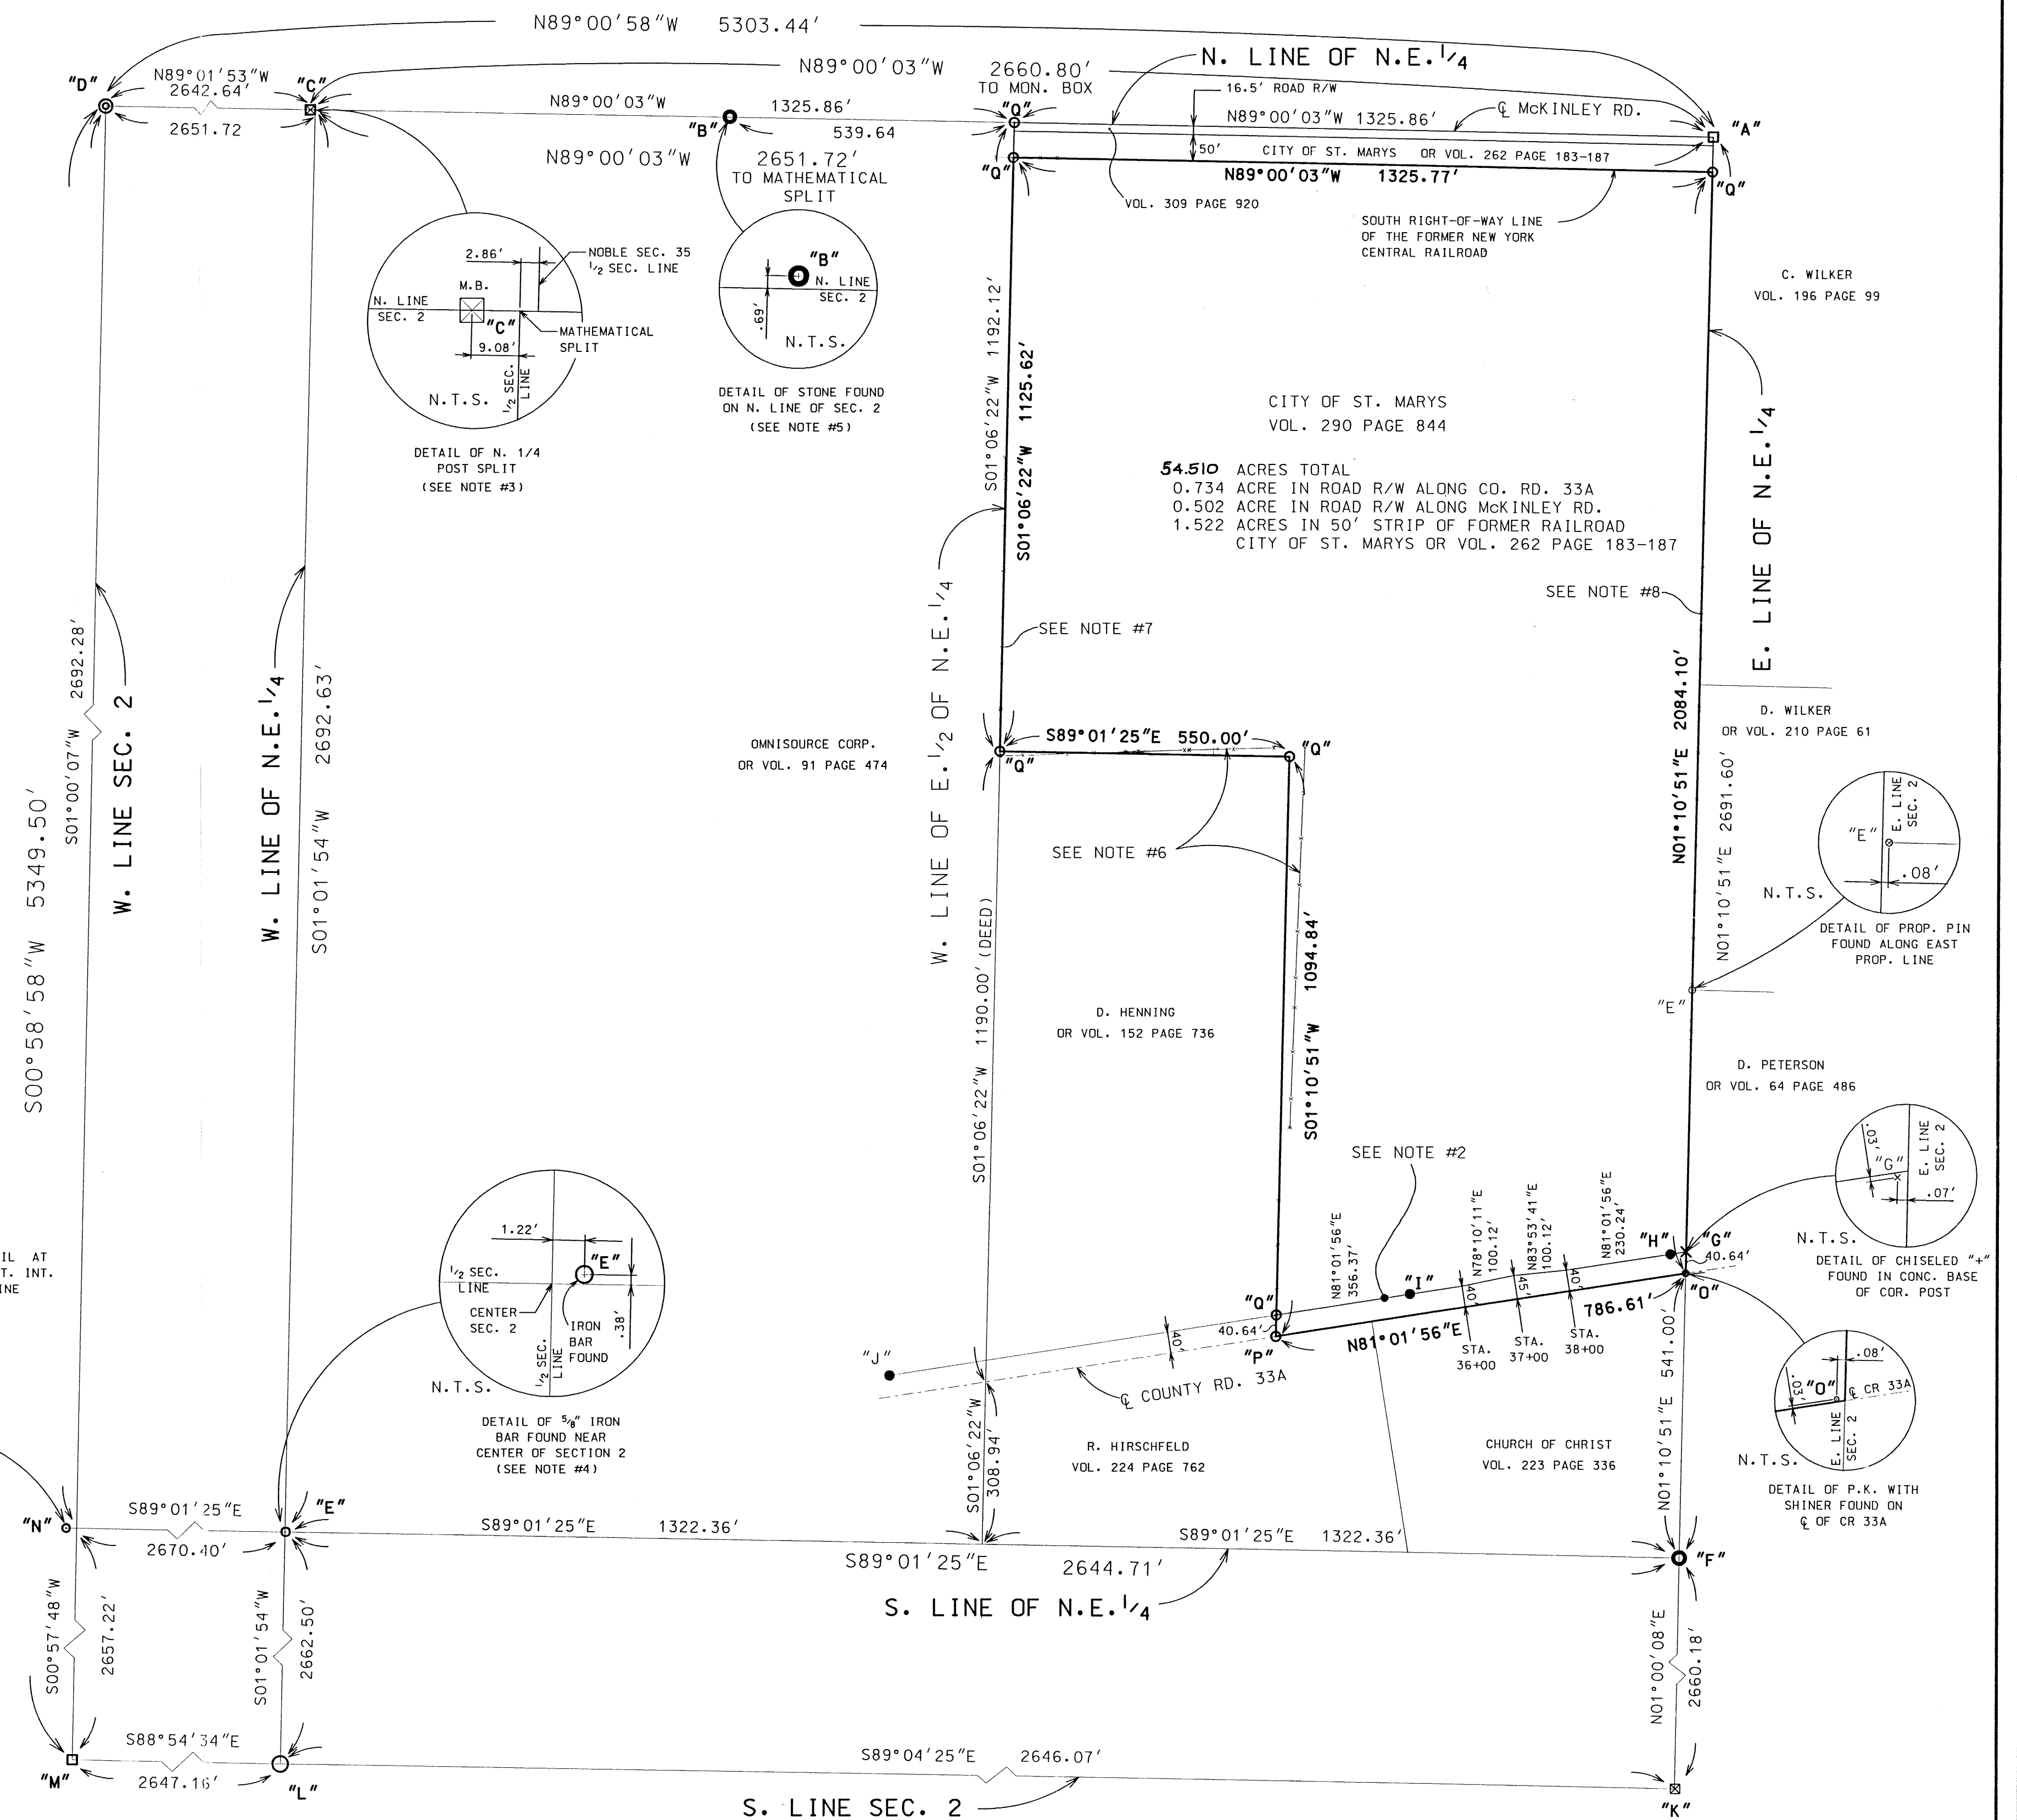 N89°00'58"W 5303.44'
N. LINE OF N.E.1/4
N89°00'03"W 2660.80'
TO MON. BOX
"D"
N89°01'53"W
2642.64'
2651.72
"C"
N89°00'03"W 1325.86'
"B"
539.64
N89°00'03"W 2651.72'
TO MATHEMATICAL
SPLIT
"Q"
16.5' ROAD R/W
N89°00'03"W 1325.86'
℄ McKINLEY RD.
"A"
50'
CITY OF ST. MARYS OR VOL. 262 PAGE 183-187
"Q"
N89°00'03"W 1325.77'
"Q"
VOL. 309 PAGE 920
SOUTH RIGHT-OF-WAY LINE
OF THE FORMER NEW YORK
CENTRAL RAILROAD
2.86'
NOBLE SEC. 35
1/2 SEC. LINE
M.B.
N. LINE
SEC. 2
"C"
MATHEMATICAL
SPLIT
9.08'
1/2 SEC.
LINE
N.T.S.
DETAIL OF N. 1/4
POST SPLIT
(SEE NOTE #3)
"B"
N. LINE
SEC. 2
.69'
N.T.S.
DETAIL OF STONE FOUND
ON N. LINE OF SEC. 2
(SEE NOTE #5)
S01°06'22"W 1192.12'
S01°06'22"W 1125.62'
C. WILKER
VOL. 196 PAGE 99
CITY OF ST. MARYS
VOL. 290 PAGE 844
54.510 ACRES TOTAL
0.734 ACRE IN ROAD R/W ALONG CO. RD. 33A
0.502 ACRE IN ROAD R/W ALONG McKINLEY RD.
1.522 ACRES IN 50' STRIP OF FORMER RAILROAD
CITY OF ST. MARYS OR VOL. 262 PAGE 183-187
E. LINE OF N.E.1/4
SEE NOTE #8
SEE NOTE #7
W. LINE OF E.1/2 OF N.E.1/4
S00°58'58"W 5349.50'
S01°00'07"W 2692.28'
W. LINE SEC. 2
W. LINE OF N.E.1/4
S01°01'54"W 2692.63'
OMNISOURCE CORP.
OR VOL. 91 PAGE 474
S89°01'25"E 550.00'
"Q"
"Q"
SEE NOTE #6
N01°10'51"E 2084.10'
N01°10'51"E 2691.60'
D. WILKER
OR VOL. 210 PAGE 61
"E"
E. LINE
SEC. 2
.08'
N.T.S.
DETAIL OF PROP. PIN
FOUND ALONG EAST
PROP. LINE
"E"
S01°06'22"W 1190.00' (DEED)
S01°10'51"W 1094.84'
D. HENNING
OR VOL. 152 PAGE 736
D. PETERSON
OR VOL. 64 PAGE 486
.03'
"G"
E. LINE
SEC. 2
.07'
N.T.S.
DETAIL OF CHISELED "+"
FOUND IN CONC. BASE
OF COR. POST
SEE NOTE #2
N81°01'56"E
356.37'
N78°10'11"E
100.12'
N83°53'41"E
100.12'
N81°01'56"E
230.24'
"H"
"G"
40.64'
"O"
"I"
40'
45'
40'
786.61'
"Q"
40.64'
"P"
N81°01'56"E
STA.
36+00
STA.
37+00
STA.
38+00
"J"
40'
℄ COUNTY RD. 33A
IL AT
T. INT.
INE
1.22'
"E"
1/2 SEC.
LINE
CENTER
SEC. 2
IRON
BAR
FOUND
.38'
1/2 SEC.
LINE
N.T.S.
DETAIL OF 5/8" IRON
BAR FOUND NEAR
CENTER OF SECTION 2
(SEE NOTE #4)
S01°06'22"W
308.94'
R. HIRSCHFELD
VOL. 224 PAGE 762
CHURCH OF CHRIST
VOL. 223 PAGE 336
N01°10'51"E 541.00'
.08'
.03'
"O"
℄ CR 33A
E. LINE
SEC. 2
N.T.S.
DETAIL OF P.K. WITH
SHINER FOUND ON
℄ OF CR 33A
"N"
S89°01'25"E
2670.40'
"E"
S89°01'25"E 1322.36'
S89°01'25"E 1322.36'
S89°01'25"E 2644.71'
"F"
S. LINE OF N.E.1/4
S00°57'48"W
2657.22'
S01°01'54"W
2662.50'
N01°00'08"E
2660.18'
S88°54'34"E
2647.16'
"M"
"L"
S89°04'25"E 2646.07'
S. LINE SEC. 2
"K"